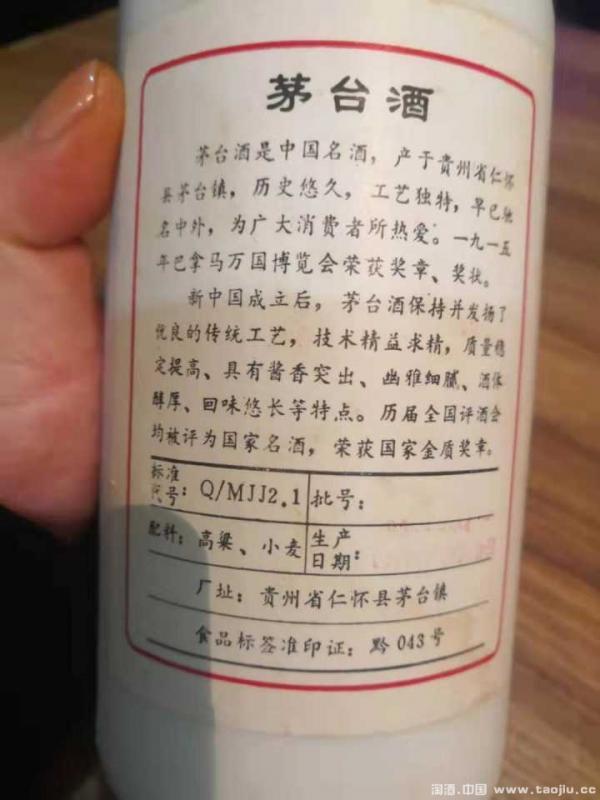 茅台酒
茅台酒是中国名酒，产于贵州省仁怀
县茅台镇，历史悠久，工艺独特，早已驰
名中外，为广大消费者所热爱。一九一五
年巴拿马万国博览会荣获奖章、奖状。
新中国成立后，茅台酒保持并发扬了
优良的传统工艺，技术精益求精，质量稳
定提高、具有酱香突出、幽雅细腻、酒体
醇厚、回味悠长等特点。历届全国评酒会
均被评为国家名酒，荣获国家金质奖章。
标准代号：Q/MJJ2.1 批号：
配料：高粱、小麦 生产日期：
厂址：贵州省仁怀县茅台镇
食品标签准印证：黔043号
淘酒.中国 www.taojiu.cc